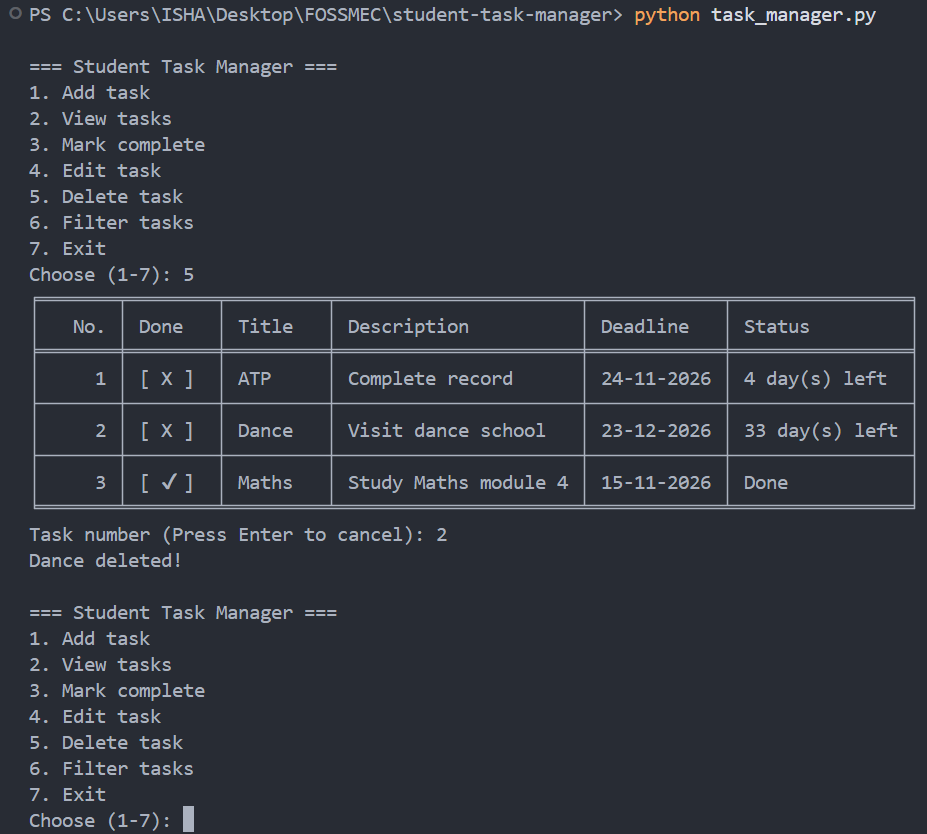 PS C:\Users\ISHA\Desktop\FOSSMEC\student-task-manager> python task_manager.py
=== Student Task Manager ===
1. Add task
2. View tasks
3. Mark complete
4. Edit task
5. Delete task
6. Filter tasks
7. Exit
Choose (1-7): 5
No. Done Title Description Deadline Status
1 [ X ] ATP Complete record 24-11-2026 4 day(s) left
2 [ X ] Dance Visit dance school 23-12-2026 33 day(s) left
3 [ ✓ ] Maths Study Maths module 4 15-11-2026 Done
Task number (Press Enter to cancel): 2
Dance deleted!
=== Student Task Manager ===
1. Add task
2. View tasks
3. Mark complete
4. Edit task
5. Delete task
6. Filter tasks
7. Exit
Choose (1-7):